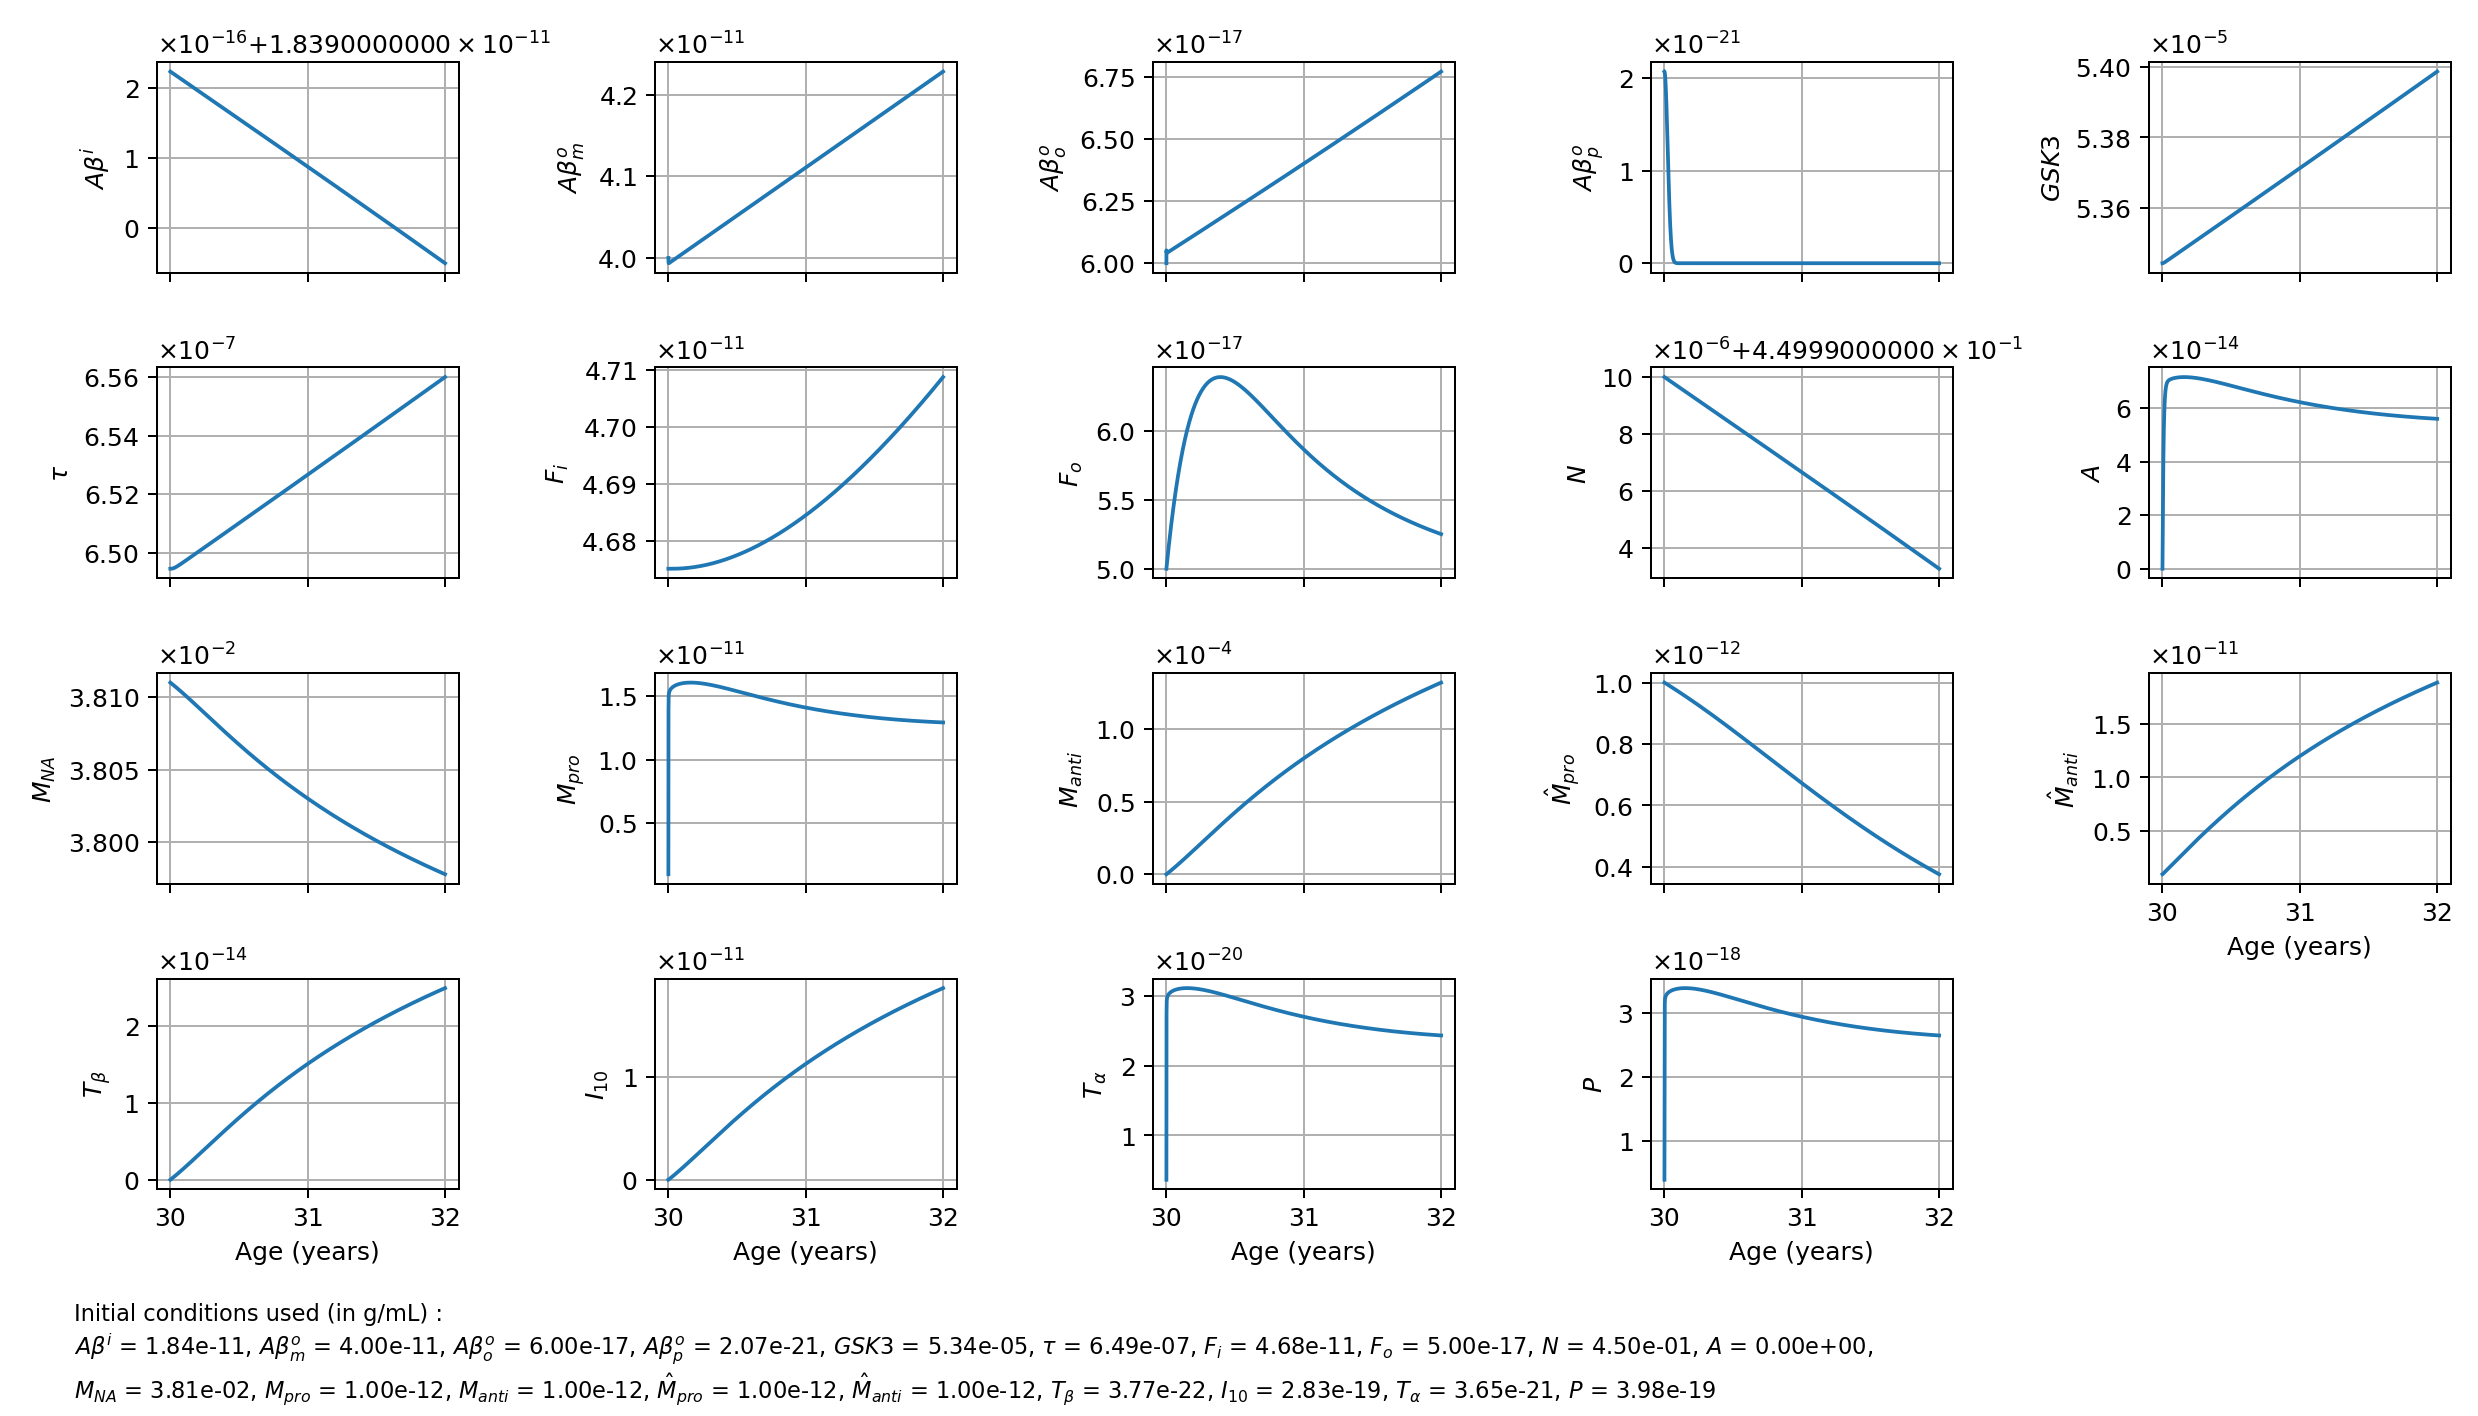 ×10⁻¹⁶+1.8390000000 × 10⁻¹¹
×10⁻¹¹
×10⁻¹⁷
×10⁻²¹
×10⁻⁵
Aβⁱ
2
1
0
Aβₘᵒ
4.2
4.1
4.0
Aβₒᵒ
6.75
6.50
6.25
6.00
Aβₚᵒ
2
1
0
GSK3
5.40
5.38
5.36
×10⁻⁷
×10⁻¹¹
×10⁻¹⁷
×10⁻⁶+4.4999000000 × 10⁻¹
×10⁻¹⁴
τ
6.56
6.54
6.52
6.50
Fᵢ
4.71
4.70
4.69
4.68
Fₒ
6.0
5.5
5.0
N
10
8
6
4
A
6
4
2
0
×10⁻²
×10⁻¹¹
×10⁻⁴
×10⁻¹²
×10⁻¹¹
M_NA
3.810
3.805
3.800
M_pro
1.5
1.0
0.5
M_anti
1.0
0.5
0.0
M̂_pro
1.0
0.8
0.6
0.4
M̂_anti
1.5
1.0
0.5
30 31 32
Age (years)
×10⁻¹⁴
×10⁻¹¹
×10⁻²⁰
×10⁻¹⁸
T_β
2
1
0
30 31 32
Age (years)
I₁₀
1
0
30 31 32
Age (years)
T_α
3
2
1
30 31 32
Age (years)
P
3
2
1
30 31 32
Age (years)
Initial conditions used (in g/mL) :
Aβⁱ = 1.84e-11, Aβₘᵒ = 4.00e-11, Aβₒᵒ = 6.00e-17, Aβₚᵒ = 2.07e-21, GSK3 = 5.34e-05, τ = 6.49e-07, Fᵢ = 4.68e-11, Fₒ = 5.00e-17, N = 4.50e-01, A = 0.00e+00,
M_NA = 3.81e-02, M_pro = 1.00e-12, M_anti = 1.00e-12, M̂_pro = 1.00e-12, M̂_anti = 1.00e-12, T_β = 3.77e-22, I₁₀ = 2.83e-19, T_α = 3.65e-21, P = 3.98e-19